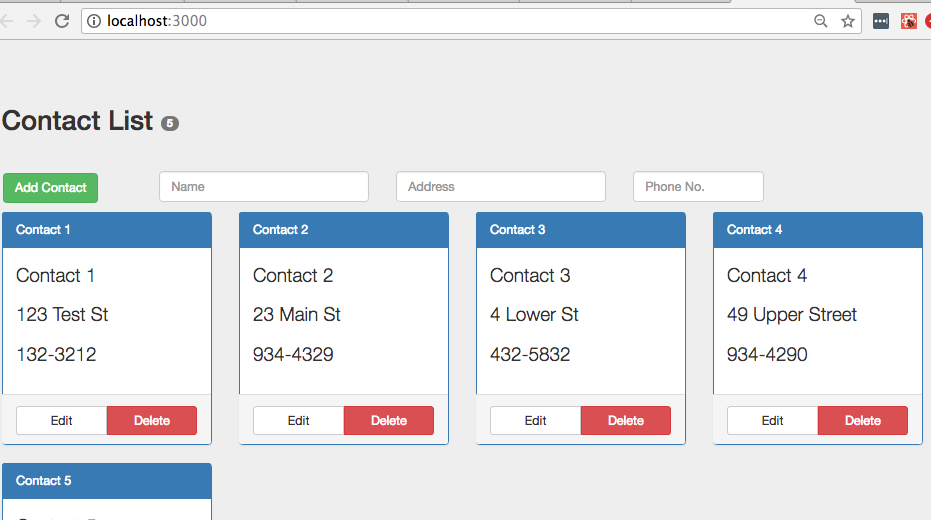 localhost:3000
Contact List 5
Add Contact Name Address Phone No.
Contact 1 Contact 2 Contact 3 Contact 4
Contact 1 Contact 2 Contact 3 Contact 4
123 Test St 23 Main St 4 Lower St 49 Upper Street
132-3212 934-4329 432-5832 934-4290
Edit Delete Edit Delete Edit Delete Edit Delete
Contact 5